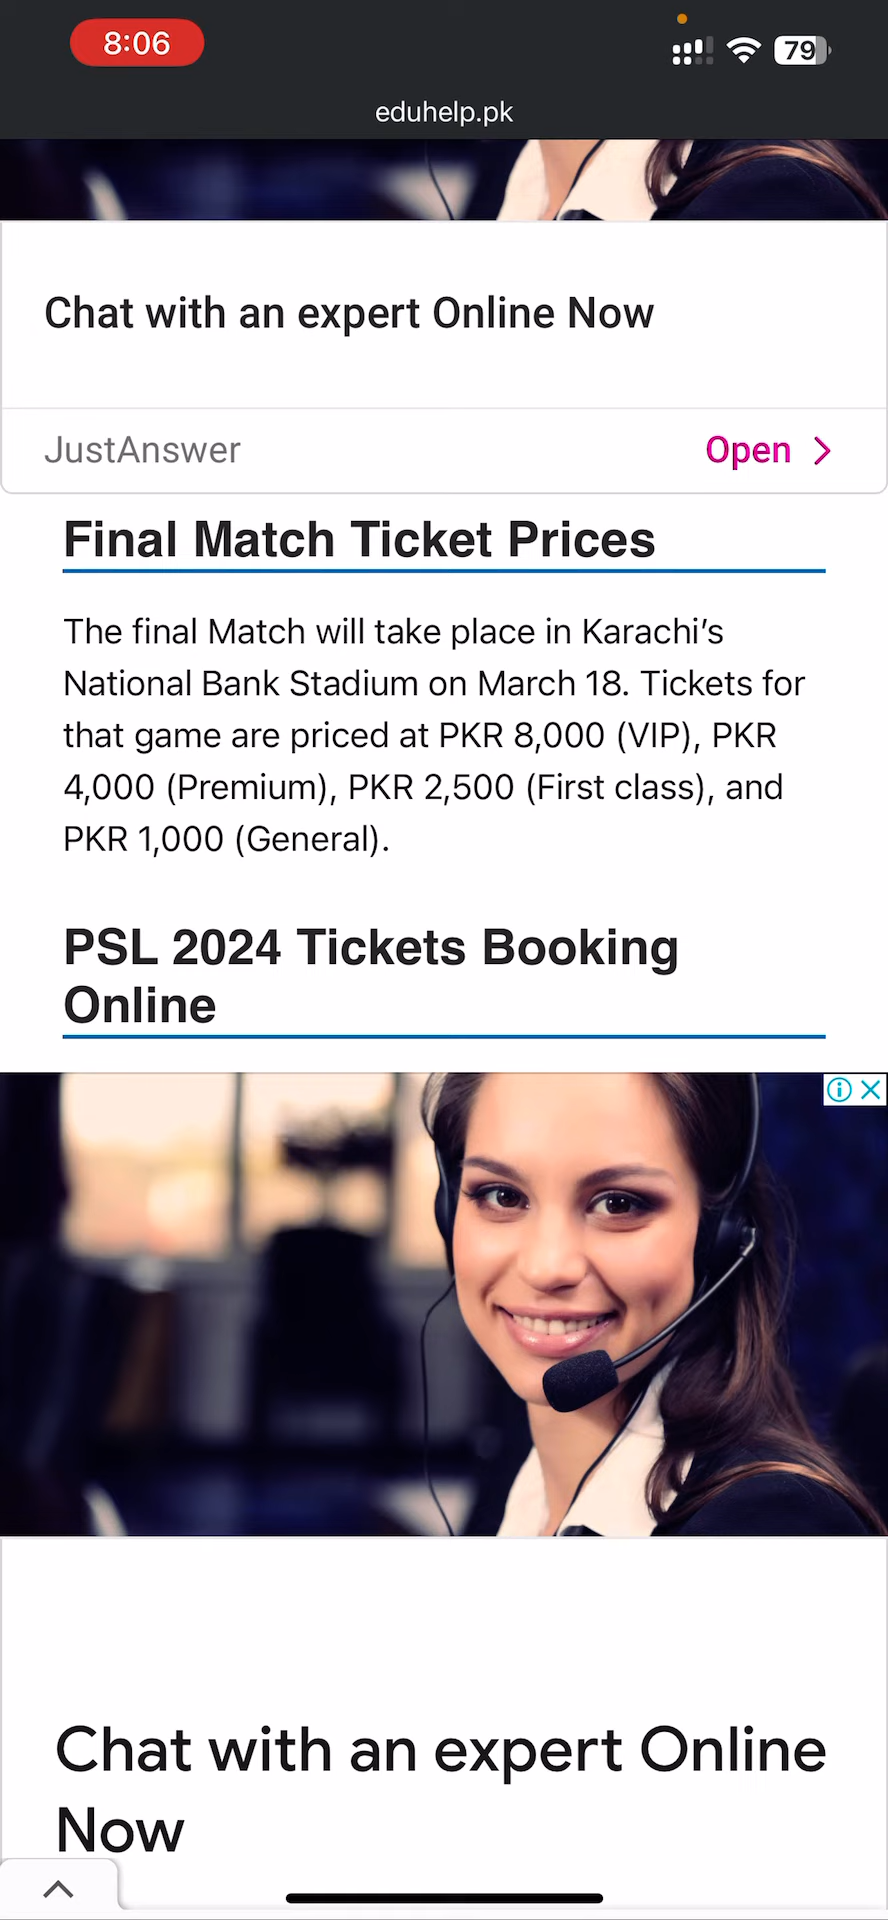 8:06
79
eduhelp.pk
Chat with an expert Online Now
JustAnswer
Open
Final Match Ticket Prices
The final Match will take place in Karachi’s
National Bank Stadium on March 18. Tickets for
that game are priced at PKR 8,000 (VIP), PKR
4,000 (Premium), PKR 2,500 (First class), and
PKR 1,000 (General).
PSL 2024 Tickets Booking
Online
Chat with an expert Online
Now